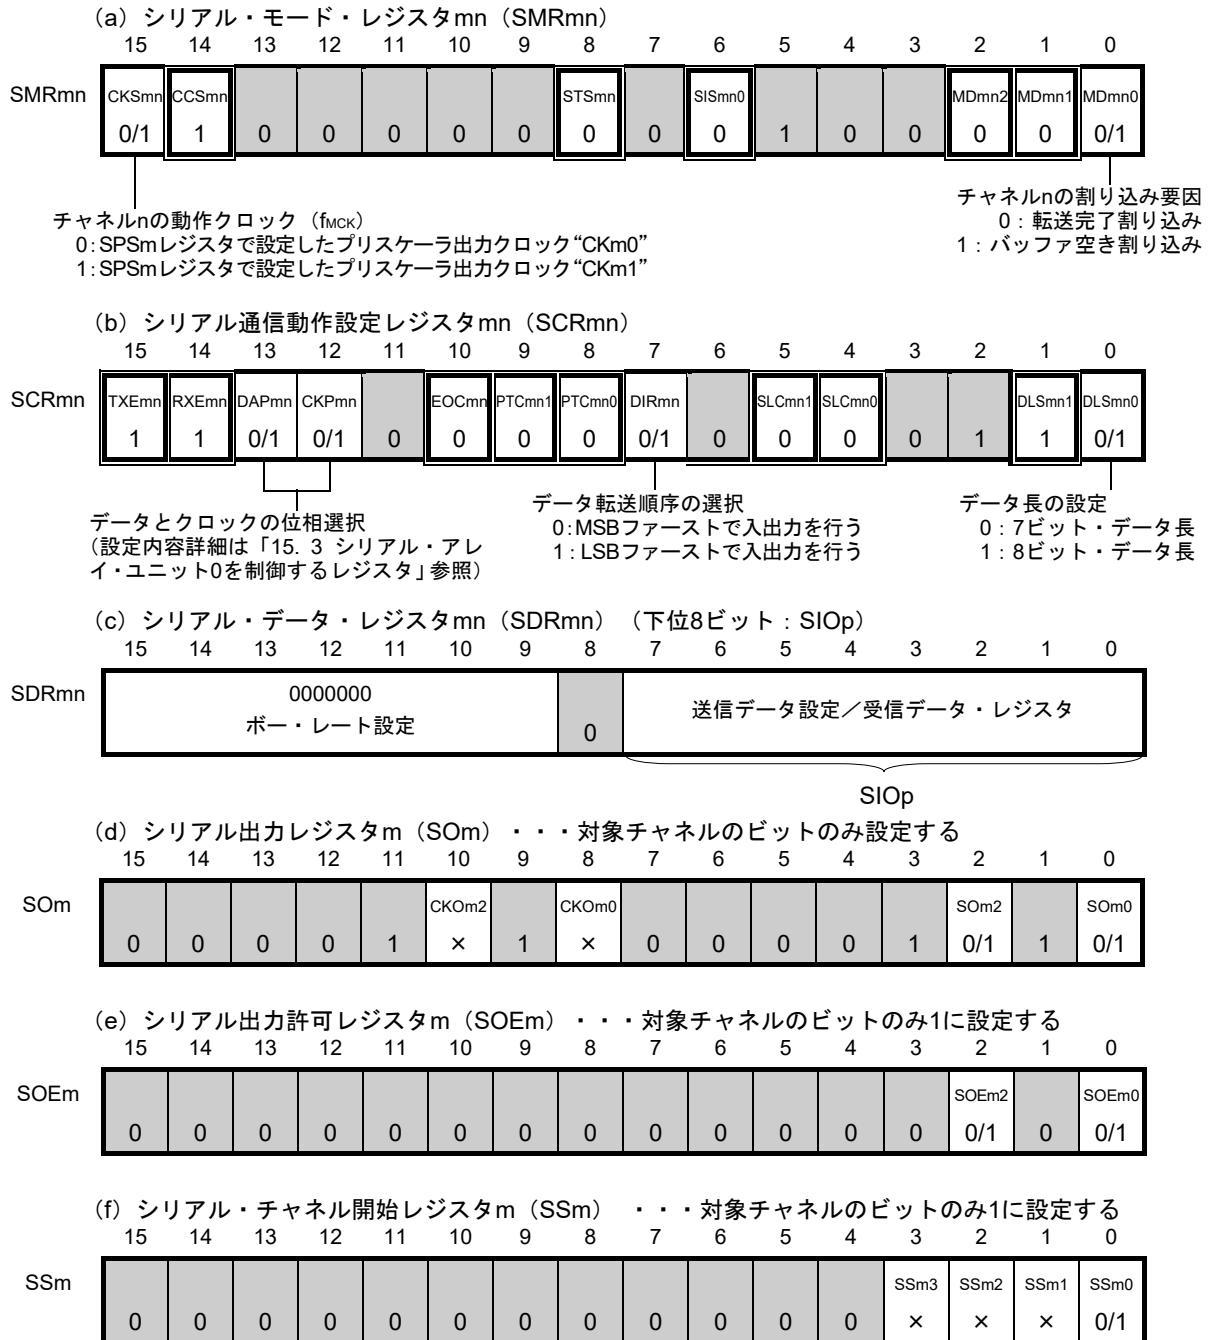 (a) シリアル・モード・レジスタmn（SMRmn）
15 14 13 12 11 10 9 8 7 6 5 4 3 2 1 0
SMRmn CKSmn CCSmn STSmn SISmn0 MDmn2 MDmn1 MDmn0
0/1 1 0 0 0 0 0 0 0 0 1 0 0 0 0 0/1
チャネルnの動作クロック（fMCK）
0：SPSmレジスタで設定したプリスケーラ出力クロック“CKm0”
1：SPSmレジスタで設定したプリスケーラ出力クロック“CKm1”
チャネルnの割り込み要因
0：転送完了割り込み
1：バッファ空き割り込み
(b) シリアル通信動作設定レジスタmn（SCRmn）
15 14 13 12 11 10 9 8 7 6 5 4 3 2 1 0
SCRmn TXEmn RXEmn DAPmn CKPmn EOCmn PTCmn1 PTCmn0 DIRmn SLCmn1 SLCmn0 DLSmn1 DLSmn0
1 1 0/1 0/1 0 0 0 0 0/1 0 0 0 0 1 1 0/1
データとクロックの位相選択
（設定内容詳細は「15. 3 シリアル・アレ
イ・ユニット0を制御するレジスタ」参照）
データ転送順序の選択
0：MSBファーストで入出力を行う
1：LSBファーストで入出力を行う
データ長の設定
0：7ビット・データ長
1：8ビット・データ長
(c) シリアル・データ・レジスタmn（SDRmn）（下位8ビット：SIOp）
15 14 13 12 11 10 9 8 7 6 5 4 3 2 1 0
SDRmn
0000000
ボー・レート設定
0
送信データ設定／受信データ・レジスタ
SIOp
(d) シリアル出力レジスタm（SOm）・・・対象チャネルのビットのみ設定する
15 14 13 12 11 10 9 8 7 6 5 4 3 2 1 0
SOm CKOm2 CKOm0 SOm2 SOm0
0 0 0 0 1 × 1 × 0 0 0 0 1 0/1 1 0/1
(e) シリアル出力許可レジスタm（SOEm）・・・対象チャネルのビットのみ1に設定する
15 14 13 12 11 10 9 8 7 6 5 4 3 2 1 0
SOEm SOEm2 SOEm0
0 0 0 0 0 0 0 0 0 0 0 0 0 0/1 0 0/1
(f) シリアル・チャネル開始レジスタm（SSm） ・・・対象チャネルのビットのみ1に設定する
15 14 13 12 11 10 9 8 7 6 5 4 3 2 1 0
SSm SSm3 SSm2 SSm1 SSm0
0 0 0 0 0 0 0 0 0 0 0 0 × × × 0/1